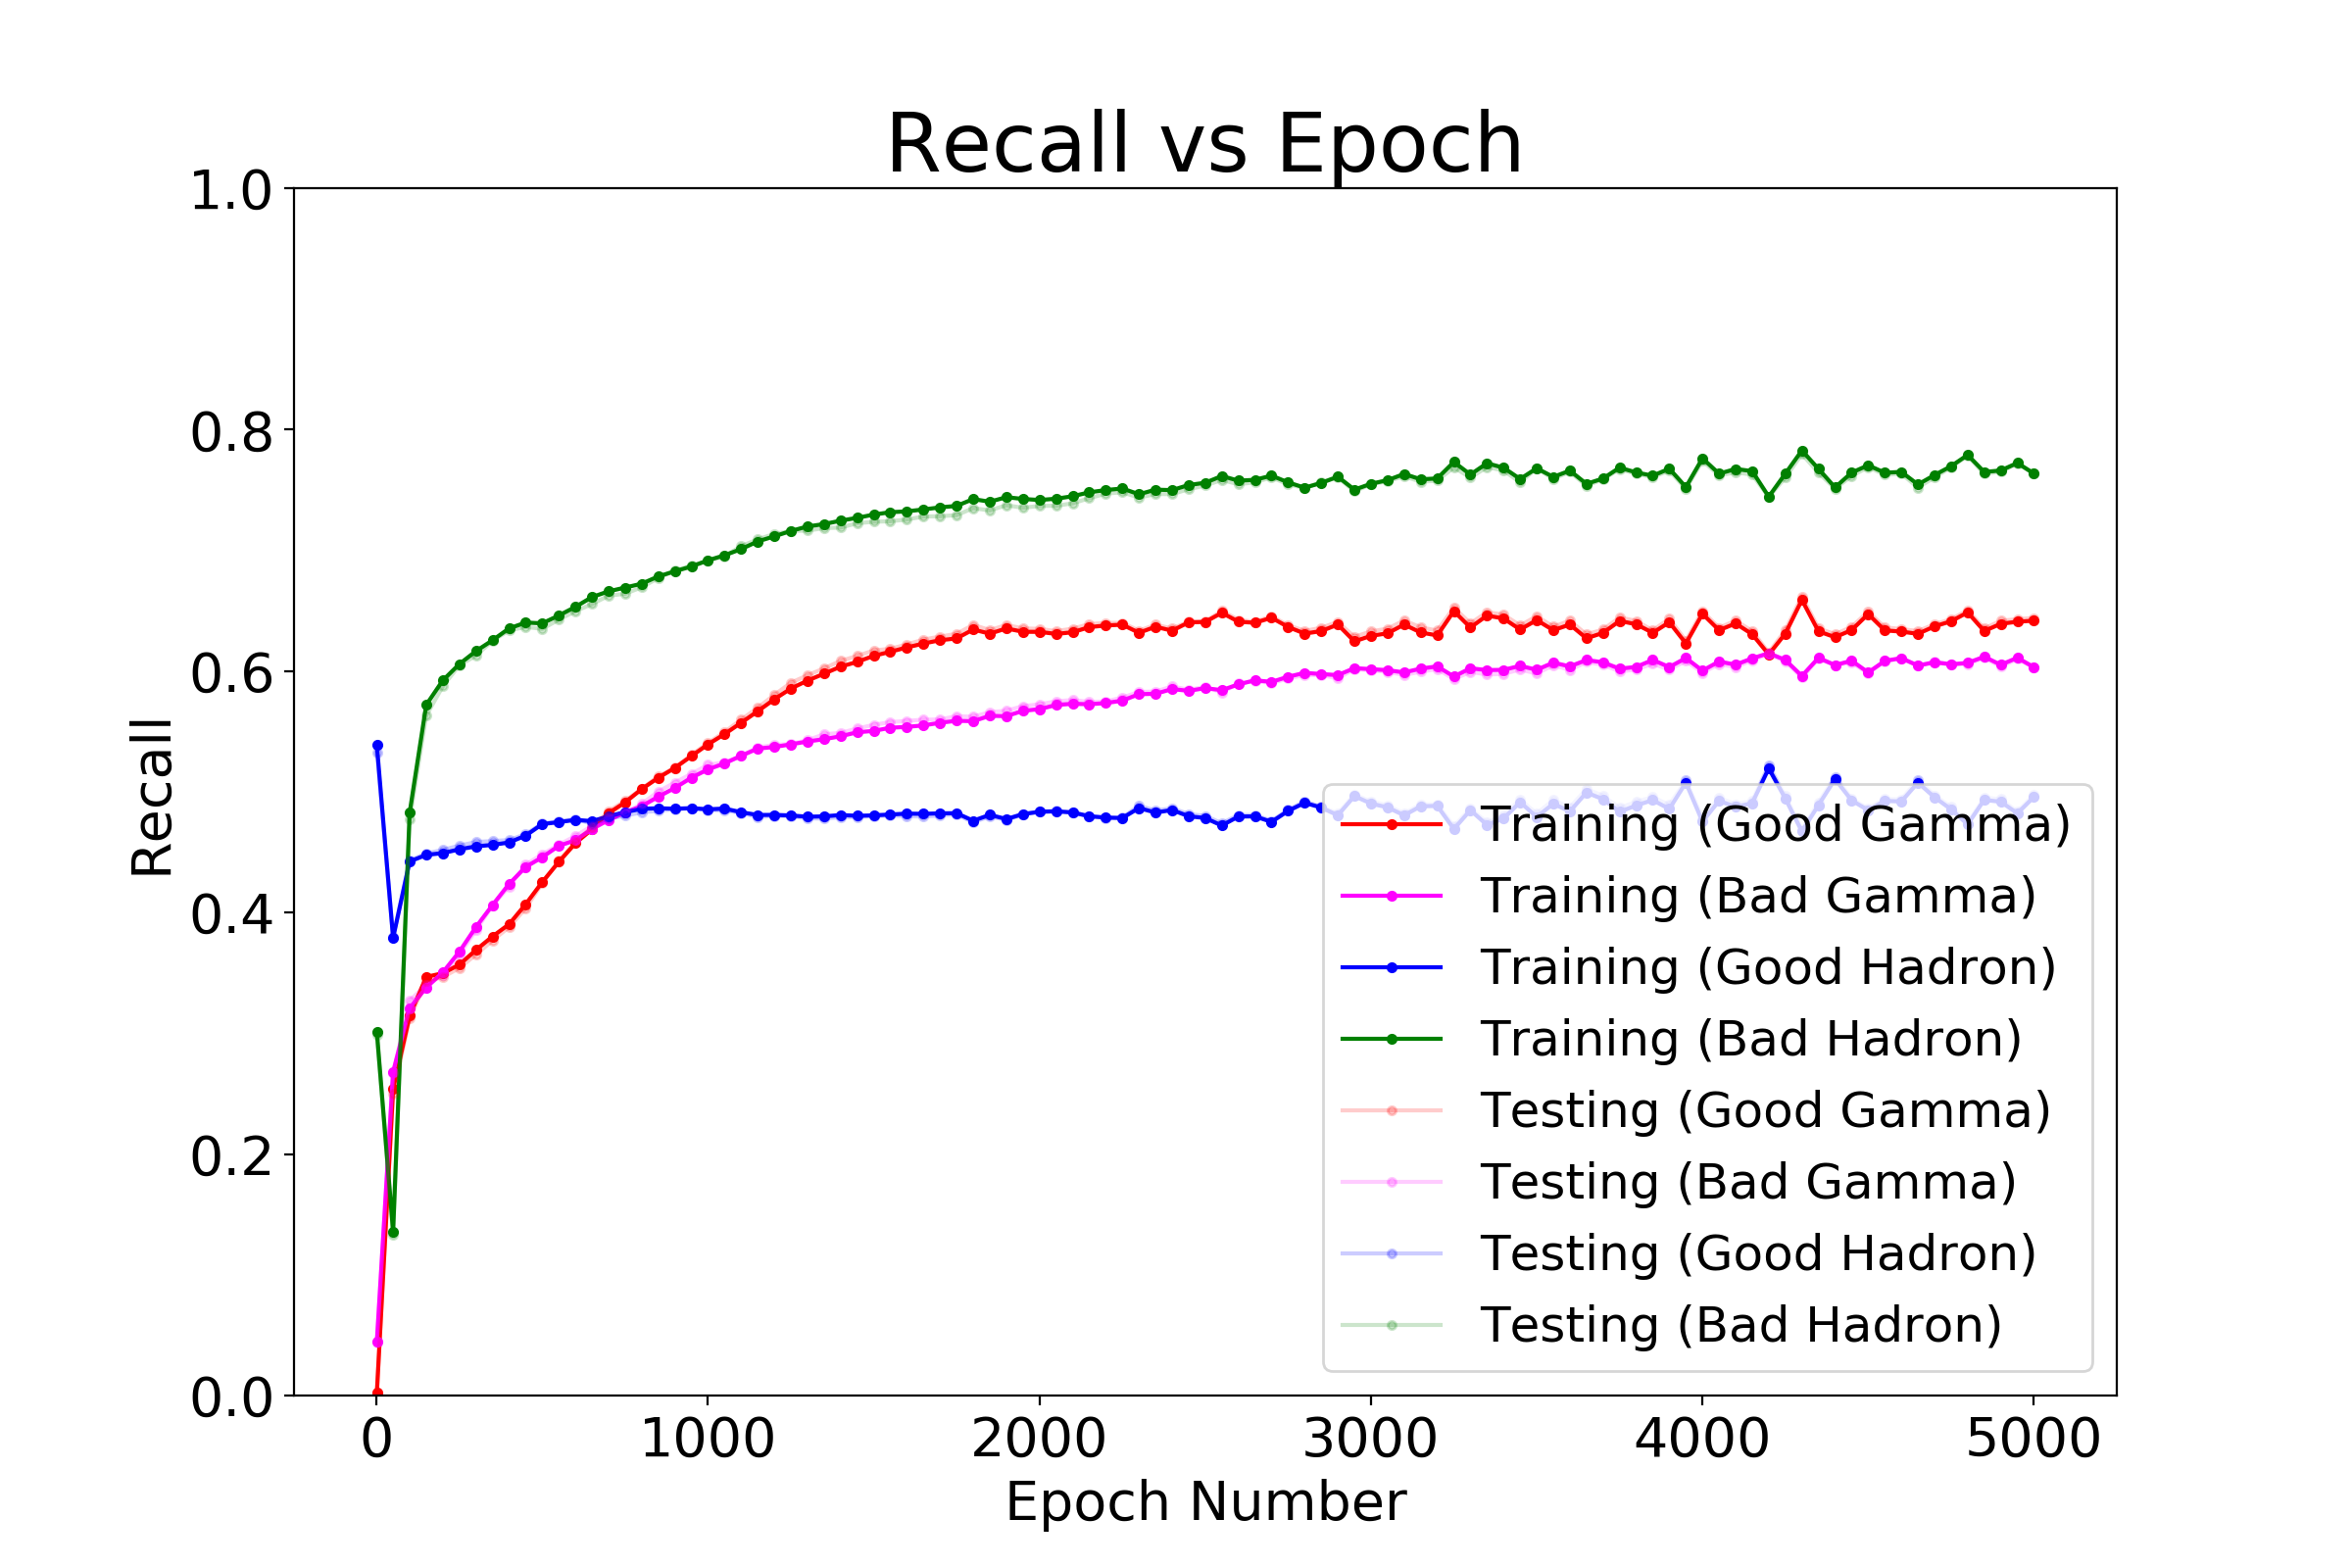 Recall vs Epoch
1.0
0.8
0.6
0.4
0.2
0.0
Recall
0 1000 2000 3000 4000 5000
Epoch Number
Training (Good Gamma)
Training (Bad Gamma)
Training (Good Hadron)
Training (Bad Hadron)
Testing (Good Gamma)
Testing (Bad Gamma)
Testing (Good Hadron)
Testing (Bad Hadron)